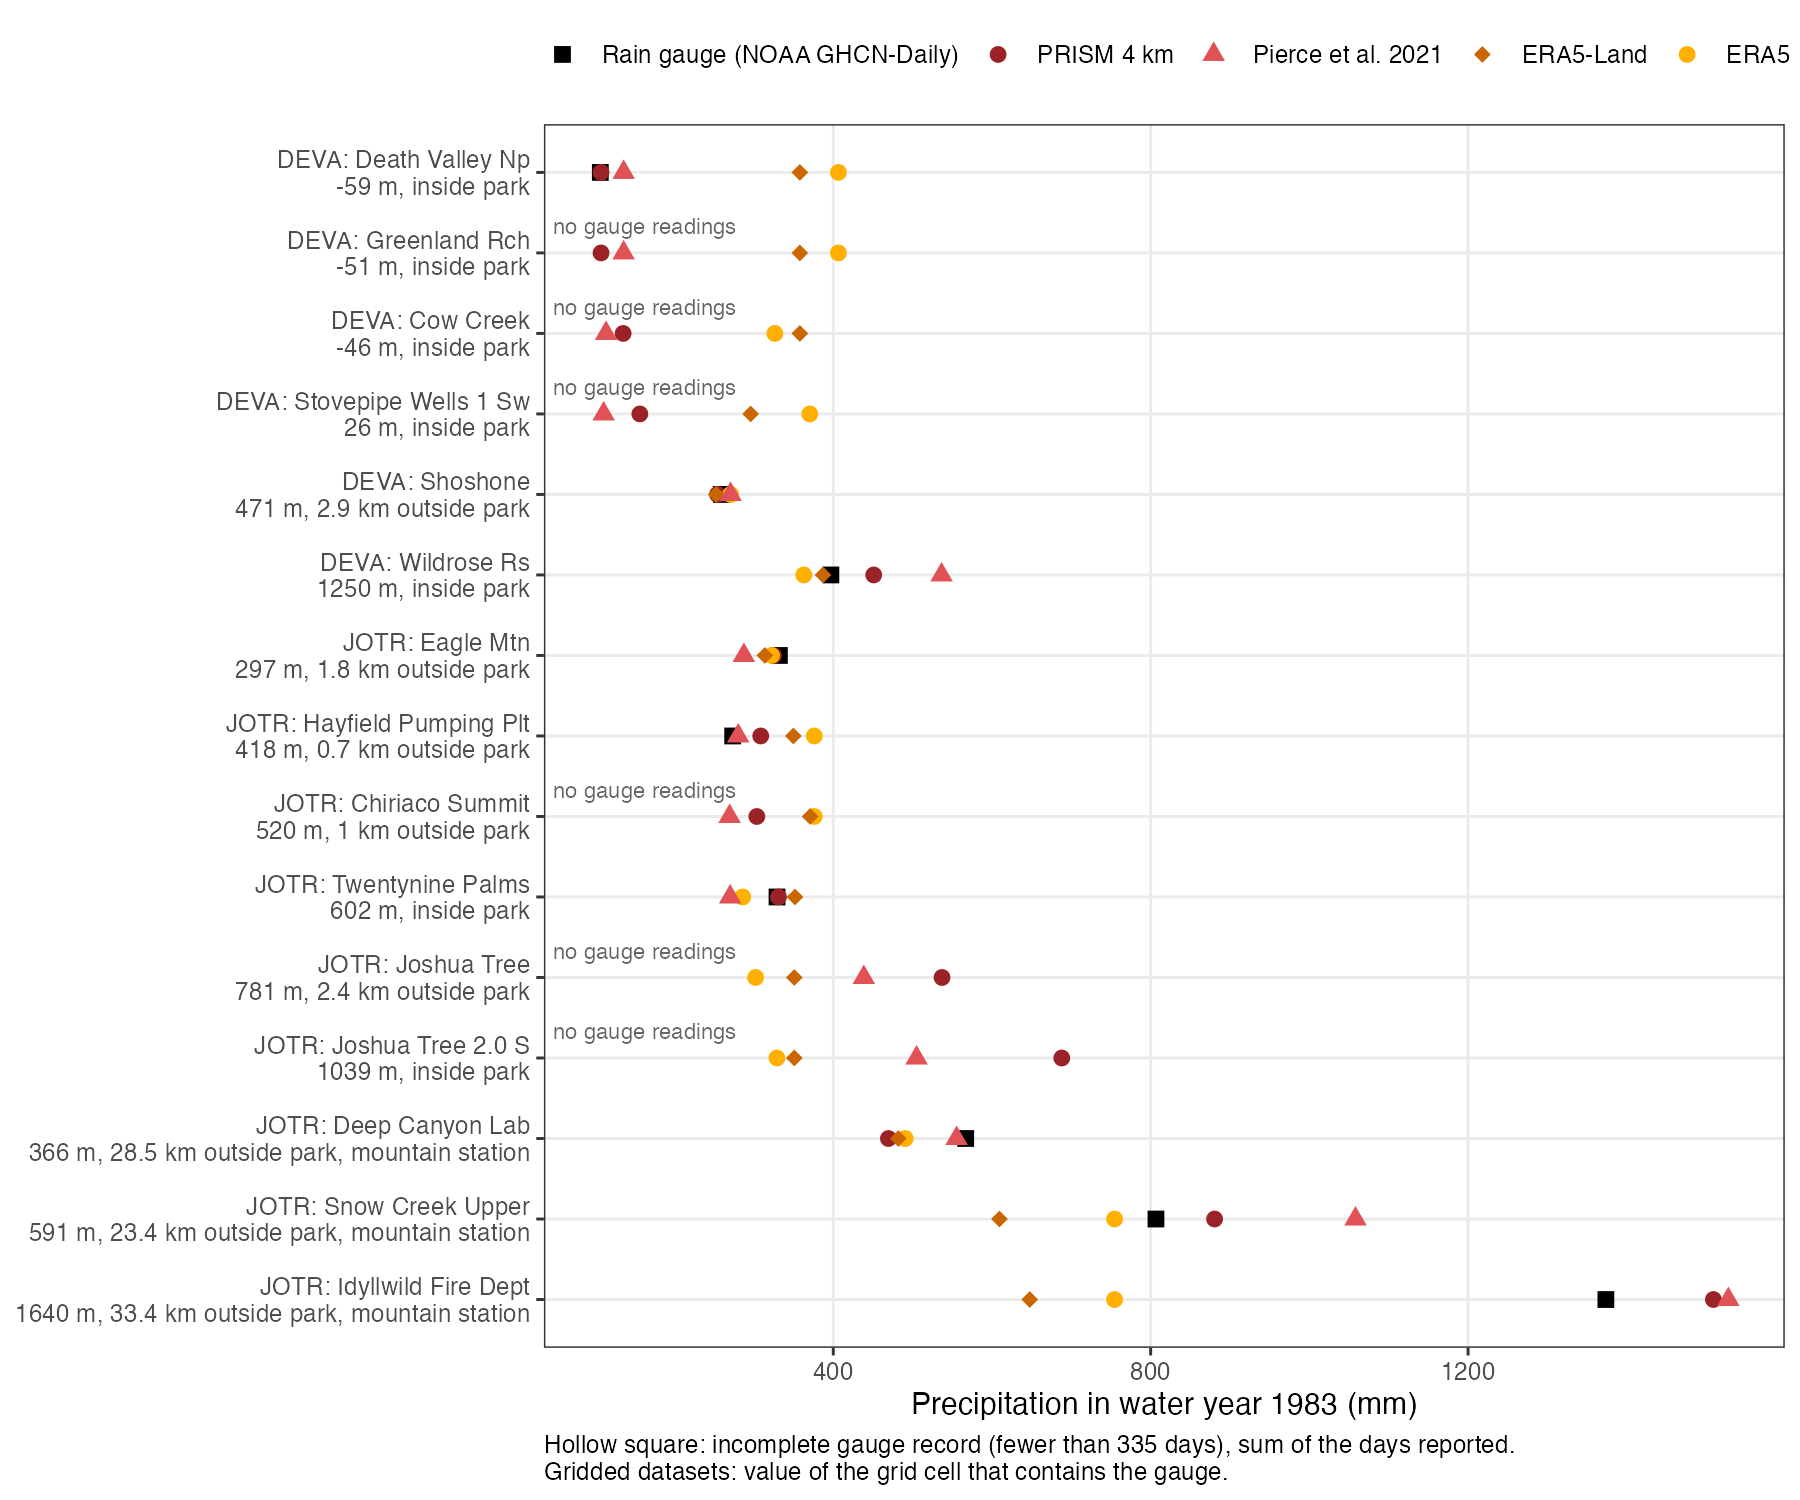 Rain gauge (NOAA GHCN-Daily) PRISM 4 km Pierce et al. 2021 ERA5-Land ERA5
DEVA: Death Valley Np
-59 m, inside park
no gauge readings
DEVA: Greenland Rch
-51 m, inside park
no gauge readings
DEVA: Cow Creek
-46 m, inside park
no gauge readings
DEVA: Stovepipe Wells 1 Sw
26 m, inside park
DEVA: Shoshone
471 m, 2.9 km outside park
DEVA: Wildrose Rs
1250 m, inside park
JOTR: Eagle Mtn
297 m, 1.8 km outside park
JOTR: Hayfield Pumping Plt
418 m, 0.7 km outside park
no gauge readings
JOTR: Chiriaco Summit
520 m, 1 km outside park
JOTR: Twentynine Palms
602 m, inside park
no gauge readings
JOTR: Joshua Tree
781 m, 2.4 km outside park
no gauge readings
JOTR: Joshua Tree 2.0 S
1039 m, inside park
JOTR: Deep Canyon Lab
366 m, 28.5 km outside park, mountain station
JOTR: Snow Creek Upper
591 m, 23.4 km outside park, mountain station
JOTR: Idyllwild Fire Dept
1640 m, 33.4 km outside park, mountain station
400 800 1200
Precipitation in water year 1983 (mm)
Hollow square: incomplete gauge record (fewer than 335 days), sum of the days reported.
Gridded datasets: value of the grid cell that contains the gauge.